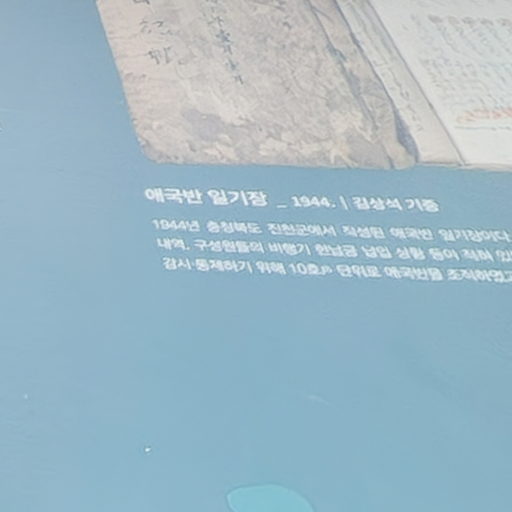 애국반 일기장 _ 1944. | 김상석 기증
1944년 충청북도 진천군에서 작성된 애국반 일기장이다.
내역, 구성원들의 비행기 헌납금 납입 상황 등이 적혀 있
감시·통제하기 위해 10호戶 단위로 애국반을 조직하였고